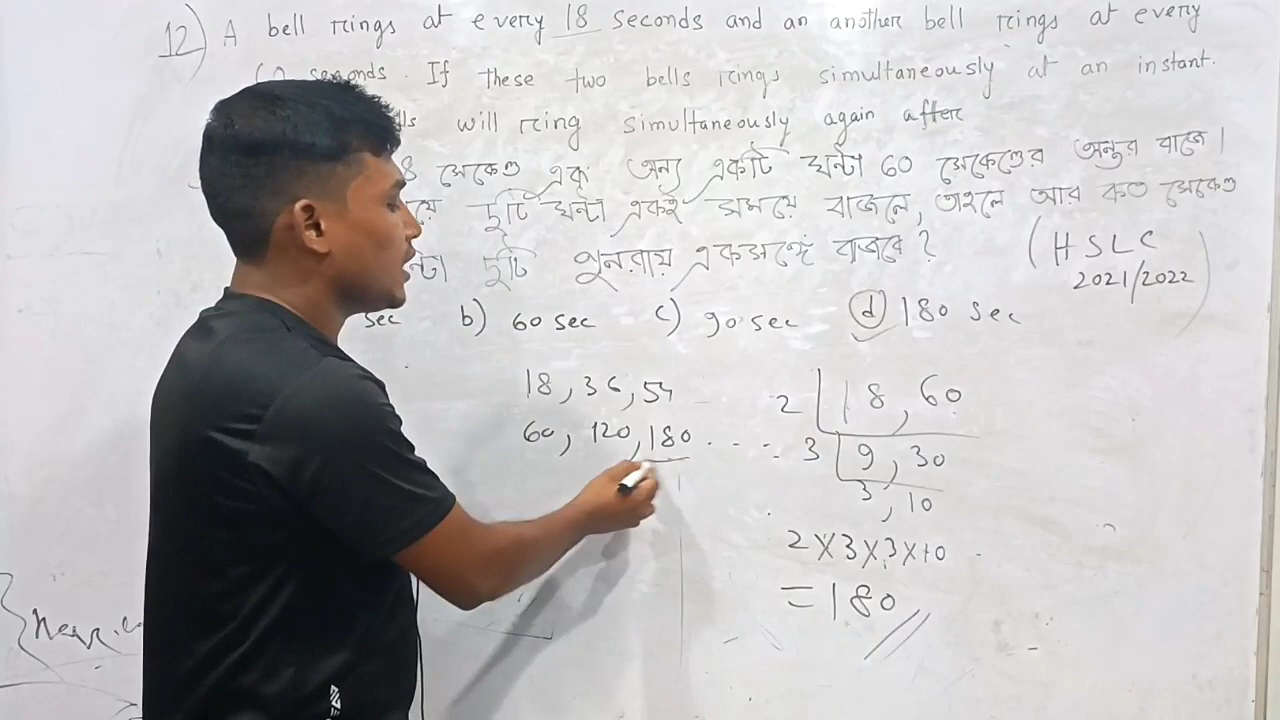 12) A bell rings at every 18 seconds and an another bell rings at every
seconds. If these two bells rings simultaneously at an instant.
will ring simultaneously again after
8 সেকেণ্ড একটি অন্য একটি ঘন্টা 60 সেকেণ্ডের অন্তর বাজে।
দুটি ঘন্টা একই সময়ে বাজলে, তাহলে আর কত সেকেণ্ড
দুটি পুনরায় একসঙ্গে বাজবে ?
(HSLC
2021/2022)
sec b) 60 sec c) 90 sec d) 180 sec
18, 36, 54
60, 120, 180 . . . .
2 18, 60
3 9, 30
3, 10
2×3×3×10
= 180